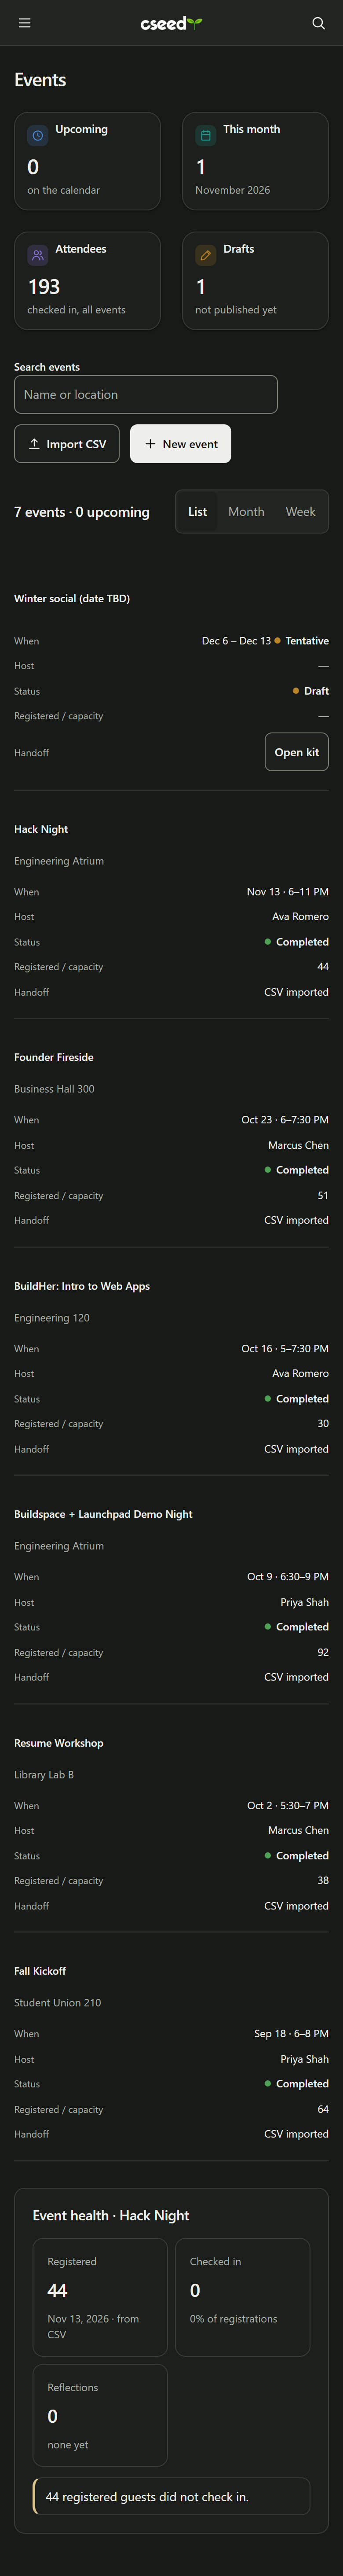 cseed
Events
Upcoming
0
on the calendar
This month
1
November 2026
Attendees
193
checked in, all events
Drafts
1
not published yet
Search events
Name or location
Import CSV
New event
7 events · 0 upcoming
List Month Week
Winter social (date TBD)
When Dec 6 – Dec 13 Tentative
Host —
Status Draft
Registered / capacity —
Handoff Open kit
Hack Night
Engineering Atrium
When Nov 13 · 6–11 PM
Host Ava Romero
Status Completed
Registered / capacity 44
Handoff CSV imported
Founder Fireside
Business Hall 300
When Oct 23 · 6–7:30 PM
Host Marcus Chen
Status Completed
Registered / capacity 51
Handoff CSV imported
BuildHer: Intro to Web Apps
Engineering 120
When Oct 16 · 5–7:30 PM
Host Ava Romero
Status Completed
Registered / capacity 30
Handoff CSV imported
Buildspace + Launchpad Demo Night
Engineering Atrium
When Oct 9 · 6:30–9 PM
Host Priya Shah
Status Completed
Registered / capacity 92
Handoff CSV imported
Resume Workshop
Library Lab B
When Oct 2 · 5:30–7 PM
Host Marcus Chen
Status Completed
Registered / capacity 38
Handoff CSV imported
Fall Kickoff
Student Union 210
When Sep 18 · 6–8 PM
Host Priya Shah
Status Completed
Registered / capacity 64
Handoff CSV imported
Event health · Hack Night
Registered
44
Nov 13, 2026 · from
CSV
Checked in
0
0% of registrations
Reflections
0
none yet
44 registered guests did not check in.